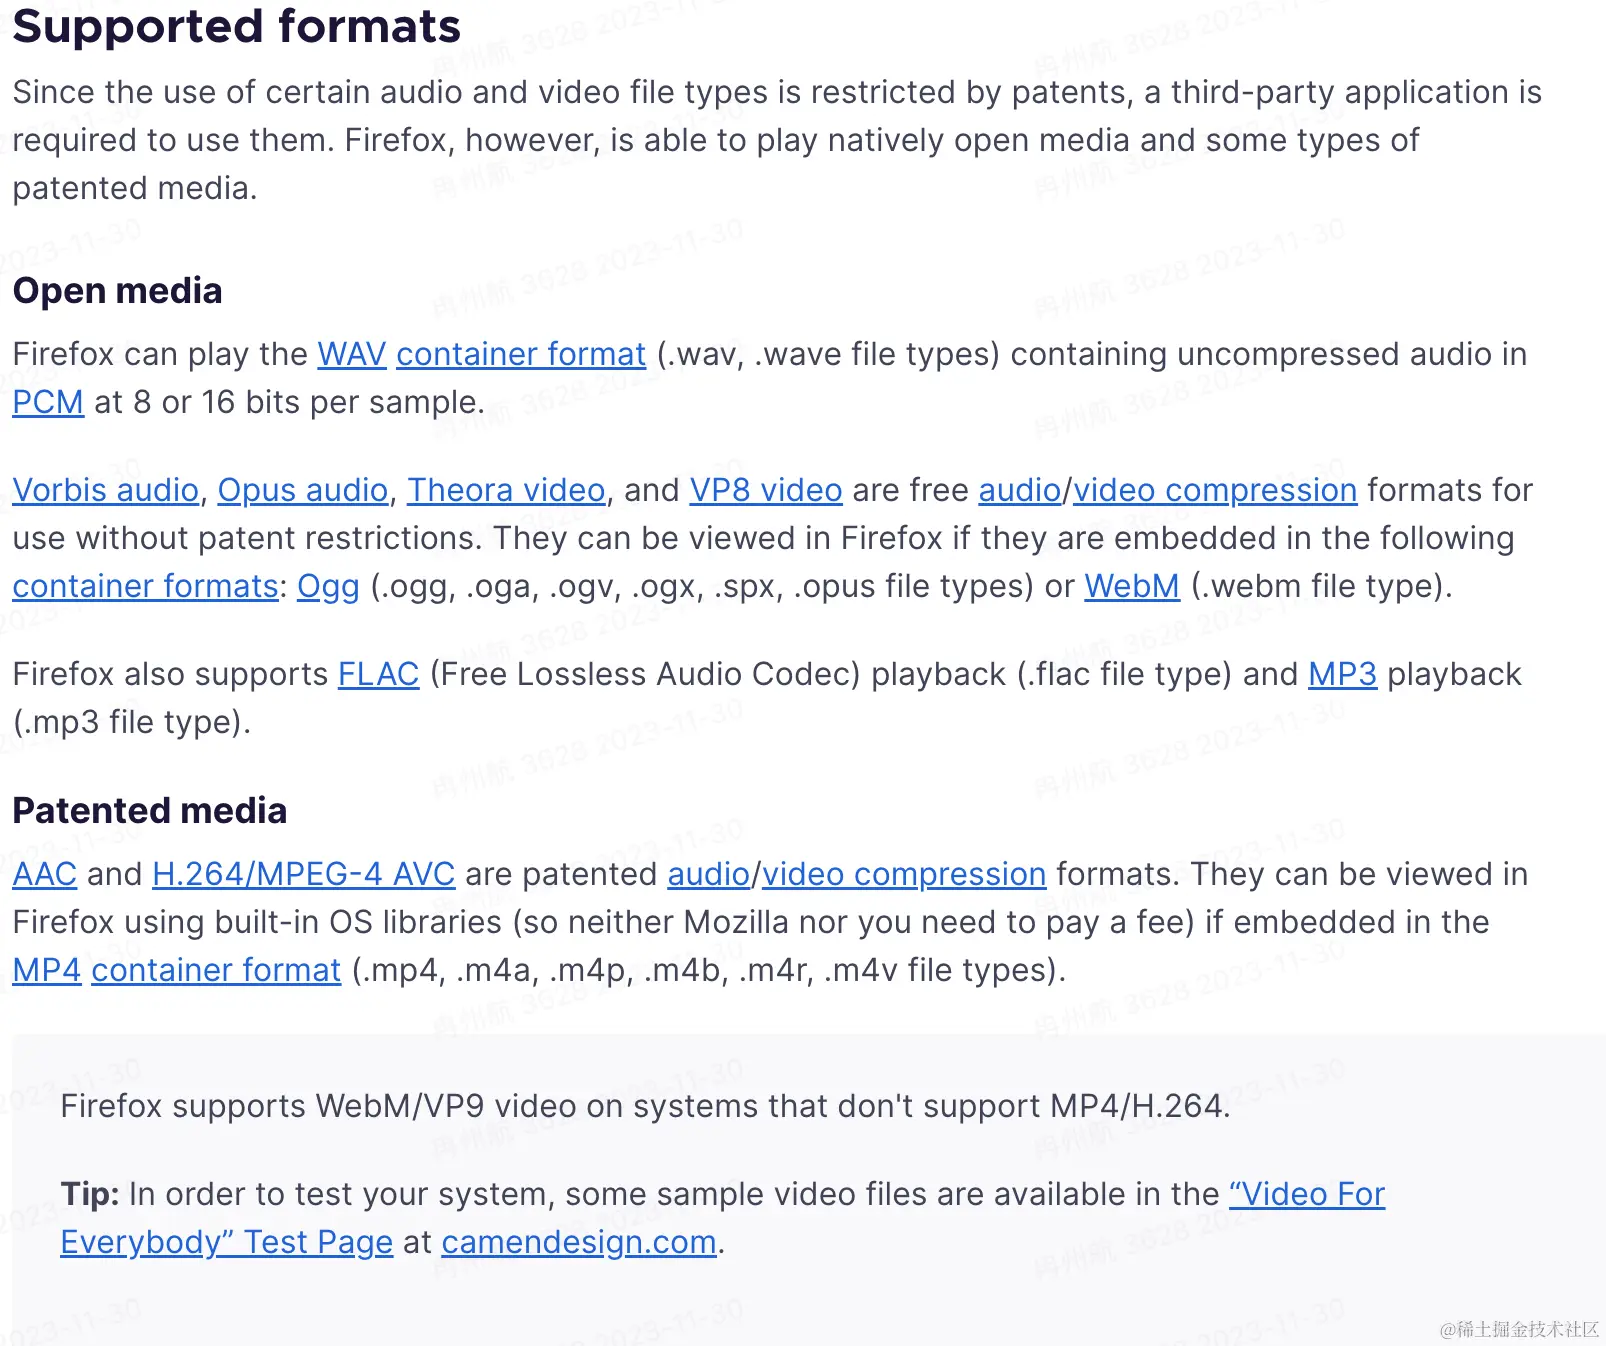 Supported formats
Since the use of certain audio and video file types is restricted by patents, a third-party application is
required to use them. Firefox, however, is able to play natively open media and some types of
patented media.
Open media
Firefox can play the WAV container format (.wav, .wave file types) containing uncompressed audio in
PCM at 8 or 16 bits per sample.
Vorbis audio, Opus audio, Theora video, and VP8 video are free audio/video compression formats for
use without patent restrictions. They can be viewed in Firefox if they are embedded in the following
container formats: Ogg (.ogg, .oga, .ogv, .ogx, .spx, .opus file types) or WebM (.webm file type).
Firefox also supports FLAC (Free Lossless Audio Codec) playback (.flac file type) and MP3 playback
(.mp3 file type).
Patented media
AAC and H.264/MPEG-4 AVC are patented audio/video compression formats. They can be viewed in
Firefox using built-in OS libraries (so neither Mozilla nor you need to pay a fee) if embedded in the
MP4 container format (.mp4, .m4a, .m4p, .m4b, .m4r, .m4v file types).
Firefox supports WebM/VP9 video on systems that don't support MP4/H.264.
Tip: In order to test your system, some sample video files are available in the “Video For
Everybody” Test Page at camendesign.com.
@稀土掘金技术社区